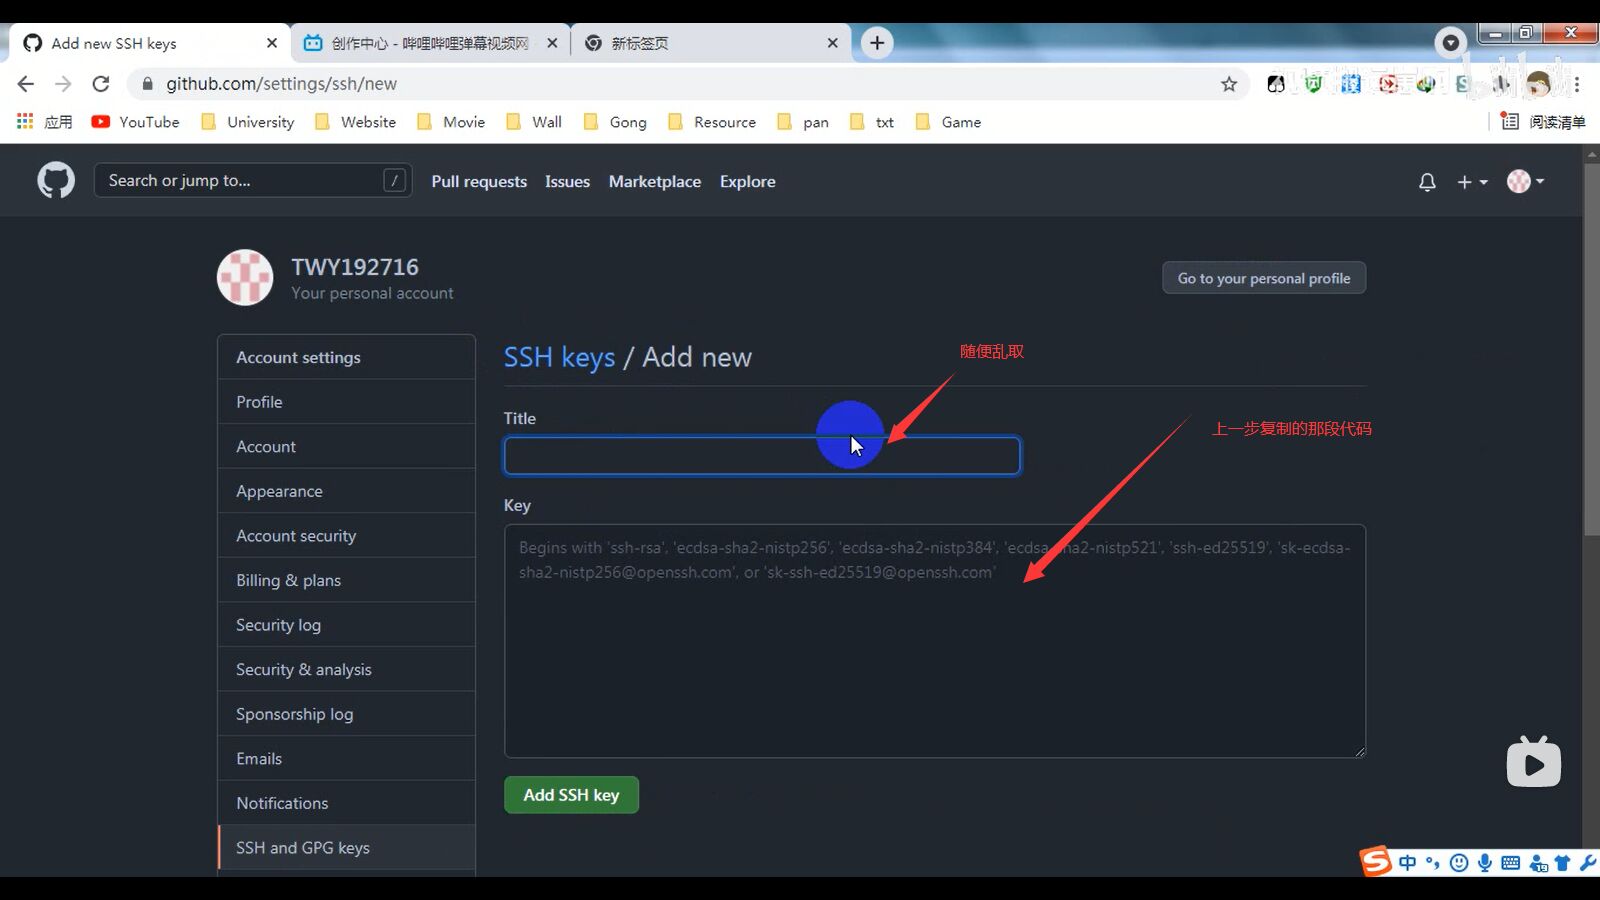 Add new SSH keys
创作中心 - 哔哩哔哩弹幕视频网
新标签页
github.com/settings/ssh/new
应用
YouTube
University
Website
Movie
Wall
Gong
Resource
pan
txt
Game
阅读清单
Search or jump to...
/
Pull requests
Issues
Marketplace
Explore
TWY192716
Your personal account
Go to your personal profile
Account settings
Profile
Account
Appearance
Account security
Billing & plans
Security log
Security & analysis
Sponsorship log
Emails
Notifications
SSH and GPG keys
SSH keys / Add new
随便乱取
Title
上一步复制的那段代码
Key
Begins with 'ssh-rsa', 'ecdsa-sha2-nistp256', 'ecdsa-sha2-nistp384', 'ecdsa-sha2-nistp521', 'ssh-ed25519', 'sk-ecdsa-
sha2-nistp256@openssh.com', or 'sk-ssh-ed25519@openssh.com'
Add SSH key
中